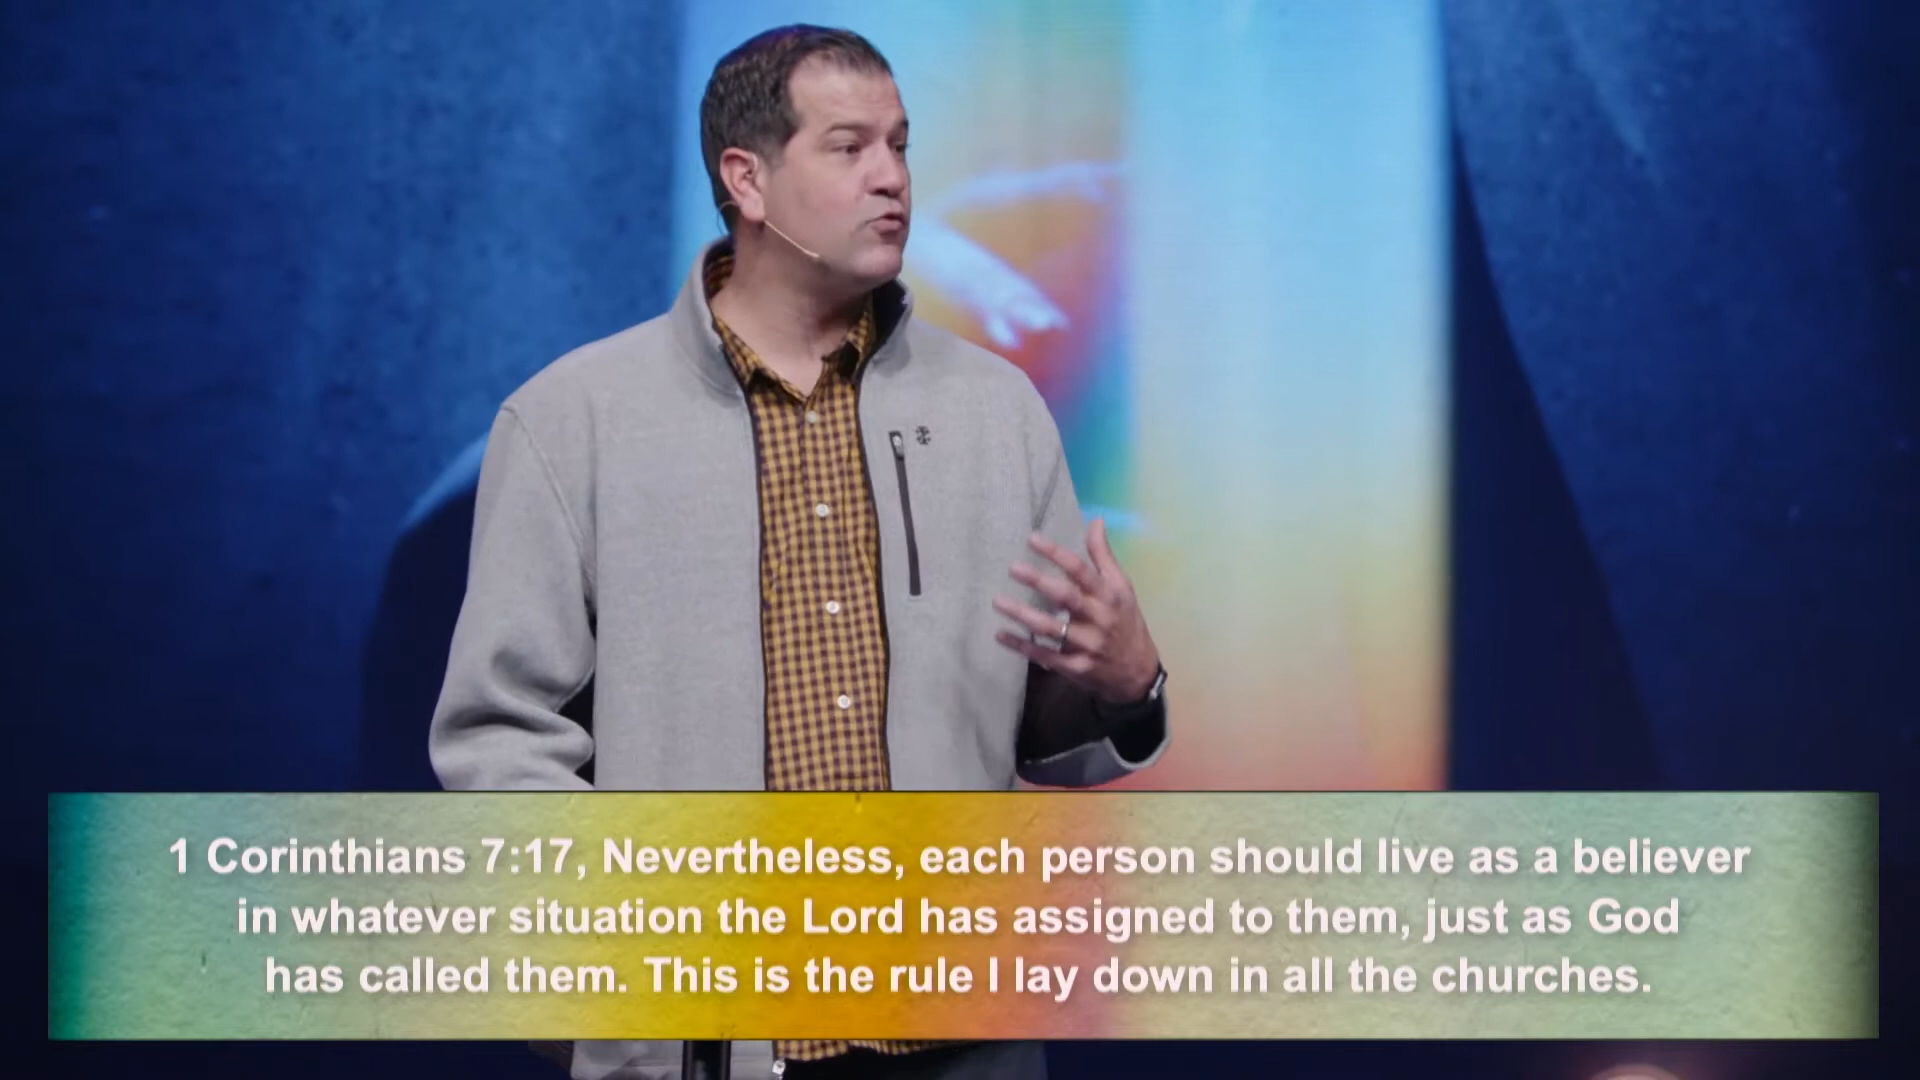 1 Corinthians 7:17, Nevertheless, each person should live as a believer
in whatever situation the Lord has assigned to them, just as God
has called them. This is the rule I lay down in all the churches.